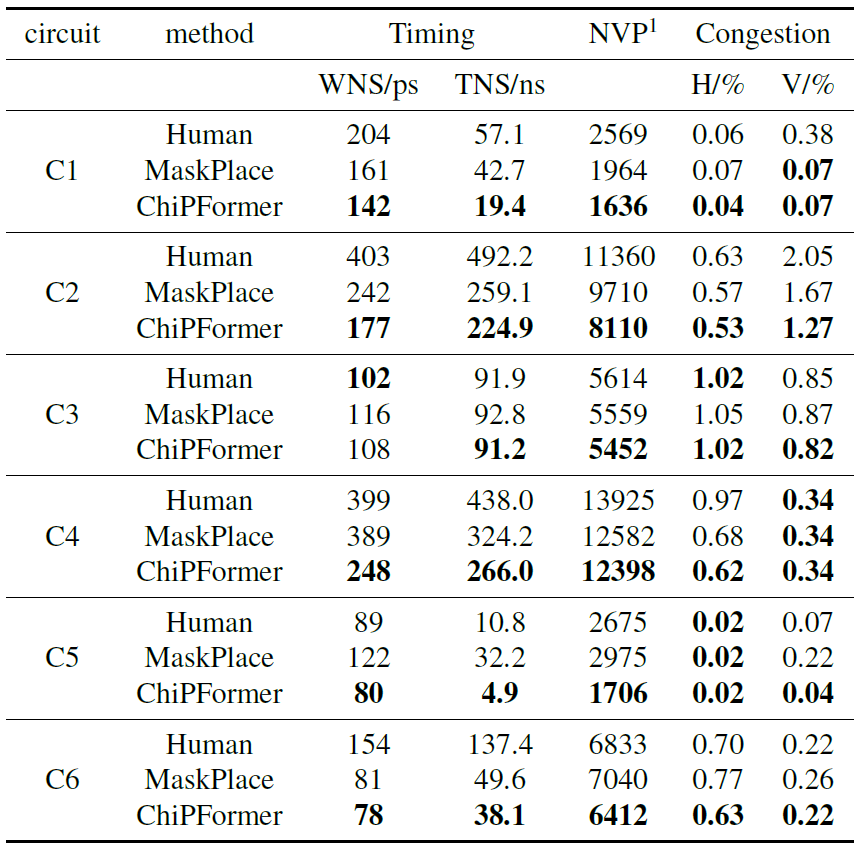 circuit method Timing NVP¹ Congestion
WNS/ps TNS/ns H/% V/%
Human 204 57.1 2569 0.06 0.38
C1 MaskPlace 161 42.7 1964 0.07 0.07
ChiPFormer 142 19.4 1636 0.04 0.07
Human 403 492.2 11360 0.63 2.05
C2 MaskPlace 242 259.1 9710 0.57 1.67
ChiPFormer 177 224.9 8110 0.53 1.27
Human 102 91.9 5614 1.02 0.85
C3 MaskPlace 116 92.8 5559 1.05 0.87
ChiPFormer 108 91.2 5452 1.02 0.82
Human 399 438.0 13925 0.97 0.34
C4 MaskPlace 389 324.2 12582 0.68 0.34
ChiPFormer 248 266.0 12398 0.62 0.34
Human 89 10.8 2675 0.02 0.07
C5 MaskPlace 122 32.2 2975 0.02 0.22
ChiPFormer 80 4.9 1706 0.02 0.04
Human 154 137.4 6833 0.70 0.22
C6 MaskPlace 81 49.6 7040 0.77 0.26
ChiPFormer 78 38.1 6412 0.63 0.22